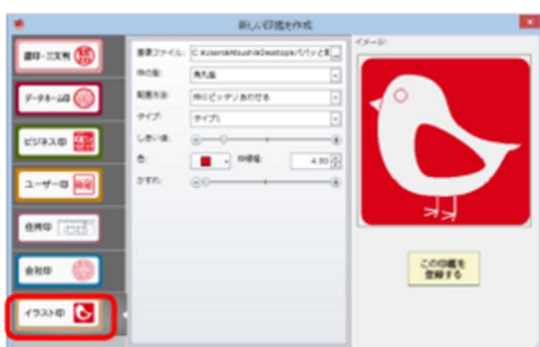 新しい印鑑を作成
認印・三文判
データネーム印
ビジネス印
ユーザー印
住所印
会社印
イラスト印
画像ファイル:
印の型:
角丸型
配置方法:
枠にピッタリあわせる
タイプ:
タイプ1
しきい値:
色:
印線幅:
4.00
かすれ:
イメージ:
この印鑑を
登録する